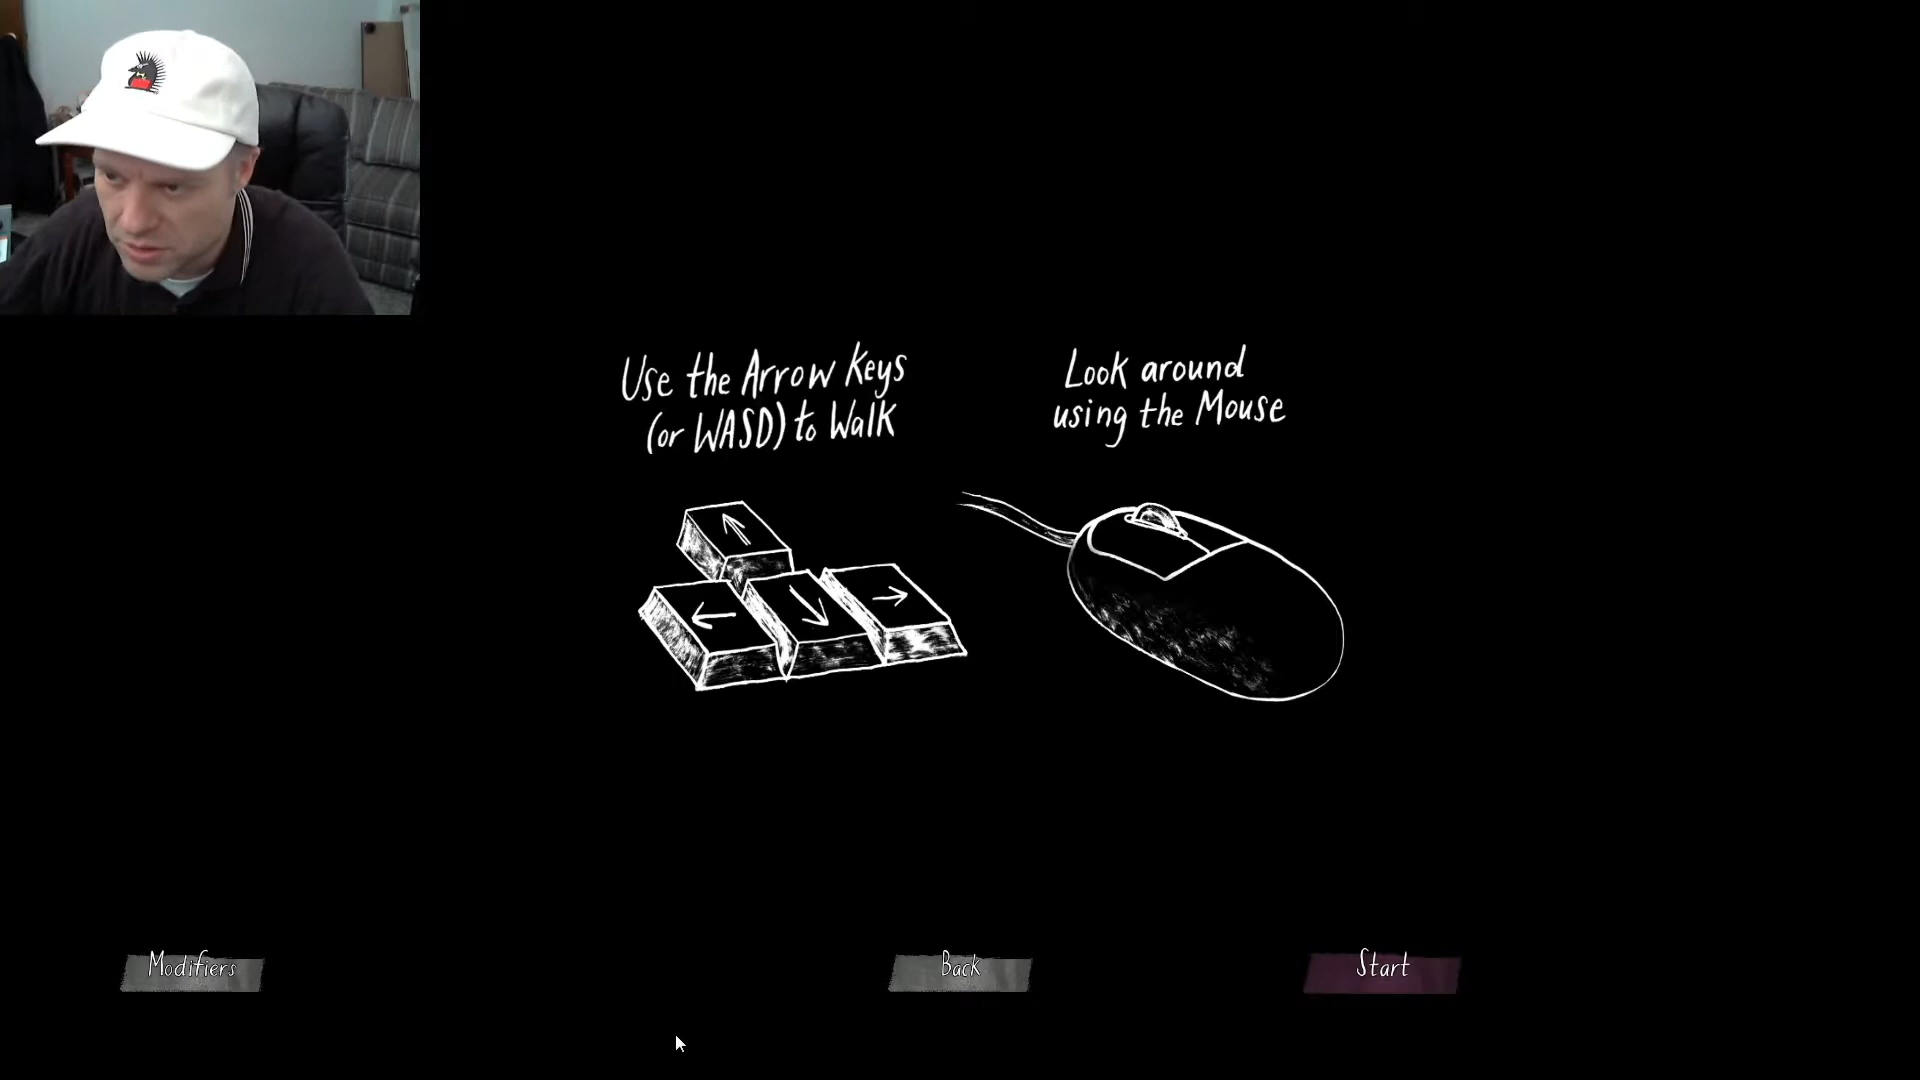 Use the Arrow Keys
(or WASD) to Walk
Look around
using the Mouse
Modifiers
Back
Start